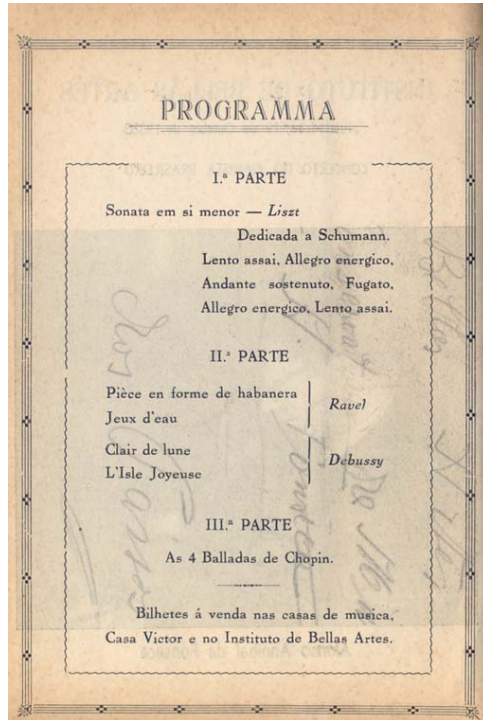 PROGRAMMA
I.ª PARTE
Sonata em si menor — Liszt
Dedicada a Schumann.
Lento assai, Allegro energico,
Andante sostenuto, Fugato,
Allegro energico, Lento assai.
II.ª PARTE
Pièce en forme de habanera
Jeux d'eau
Ravel
Clair de lune
L'Isle Joyeuse
Debussy
III.ª PARTE
As 4 Balladas de Chopin.
Bilhetes á venda nas casas de musica,
Casa Victor e no Instituto de Bellas Artes.